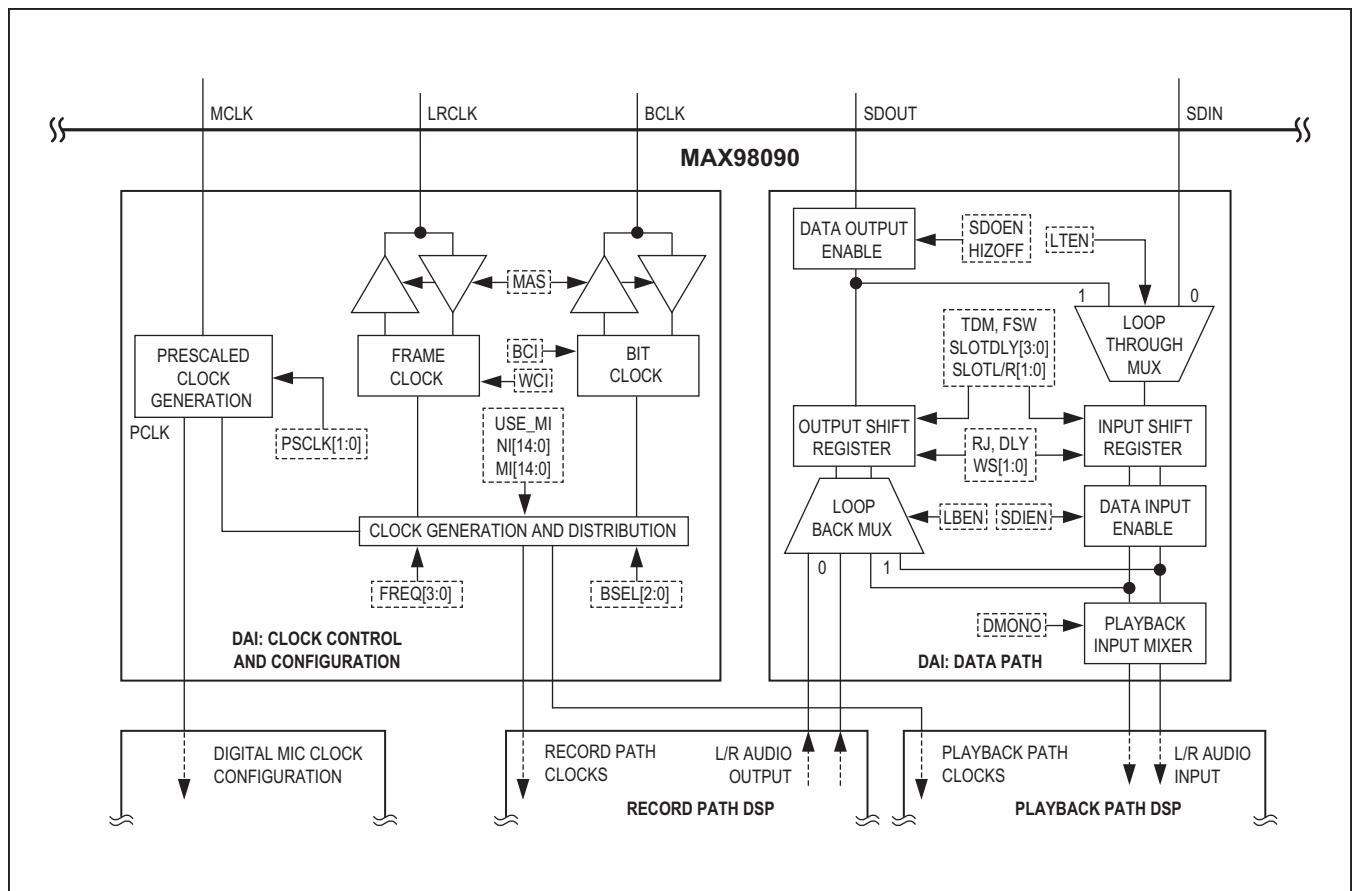 MCLK
LRCLK
BCLK
SDOUT
SDIN
MAX98090
DATA OUTPUT
ENABLE
SDOEN
HIZOFF
LTEN
MAS
1
0
LOOP
THROUGH
MUX
PRESCALED
CLOCK
GENERATION
FRAME
CLOCK
BCI
WCI
BIT
CLOCK
TDM, FSW
SLOTDLY[3:0]
SLOTL/R[1:0]
PCLK
PSCLK[1:0]
USE_MI
NI[14:0]
MI[14:0]
OUTPUT SHIFT
REGISTER
RJ, DLY
WS[1:0]
INPUT SHIFT
REGISTER
LOOP
BACK MUX
LBEN
SDIEN
DATA INPUT
ENABLE
CLOCK GENERATION AND DISTRIBUTION
0
1
FREQ[3:0]
BSEL[2:0]
DMONO
PLAYBACK
INPUT MIXER
DAI: CLOCK CONTROL
AND CONFIGURATION
DAI: DATA PATH
DIGITAL MIC CLOCK
CONFIGURATION
RECORD PATH
CLOCKS
L/R AUDIO
OUTPUT
RECORD PATH DSP
PLAYBACK PATH
CLOCKS
L/R AUDIO
INPUT
PLAYBACK PATH DSP